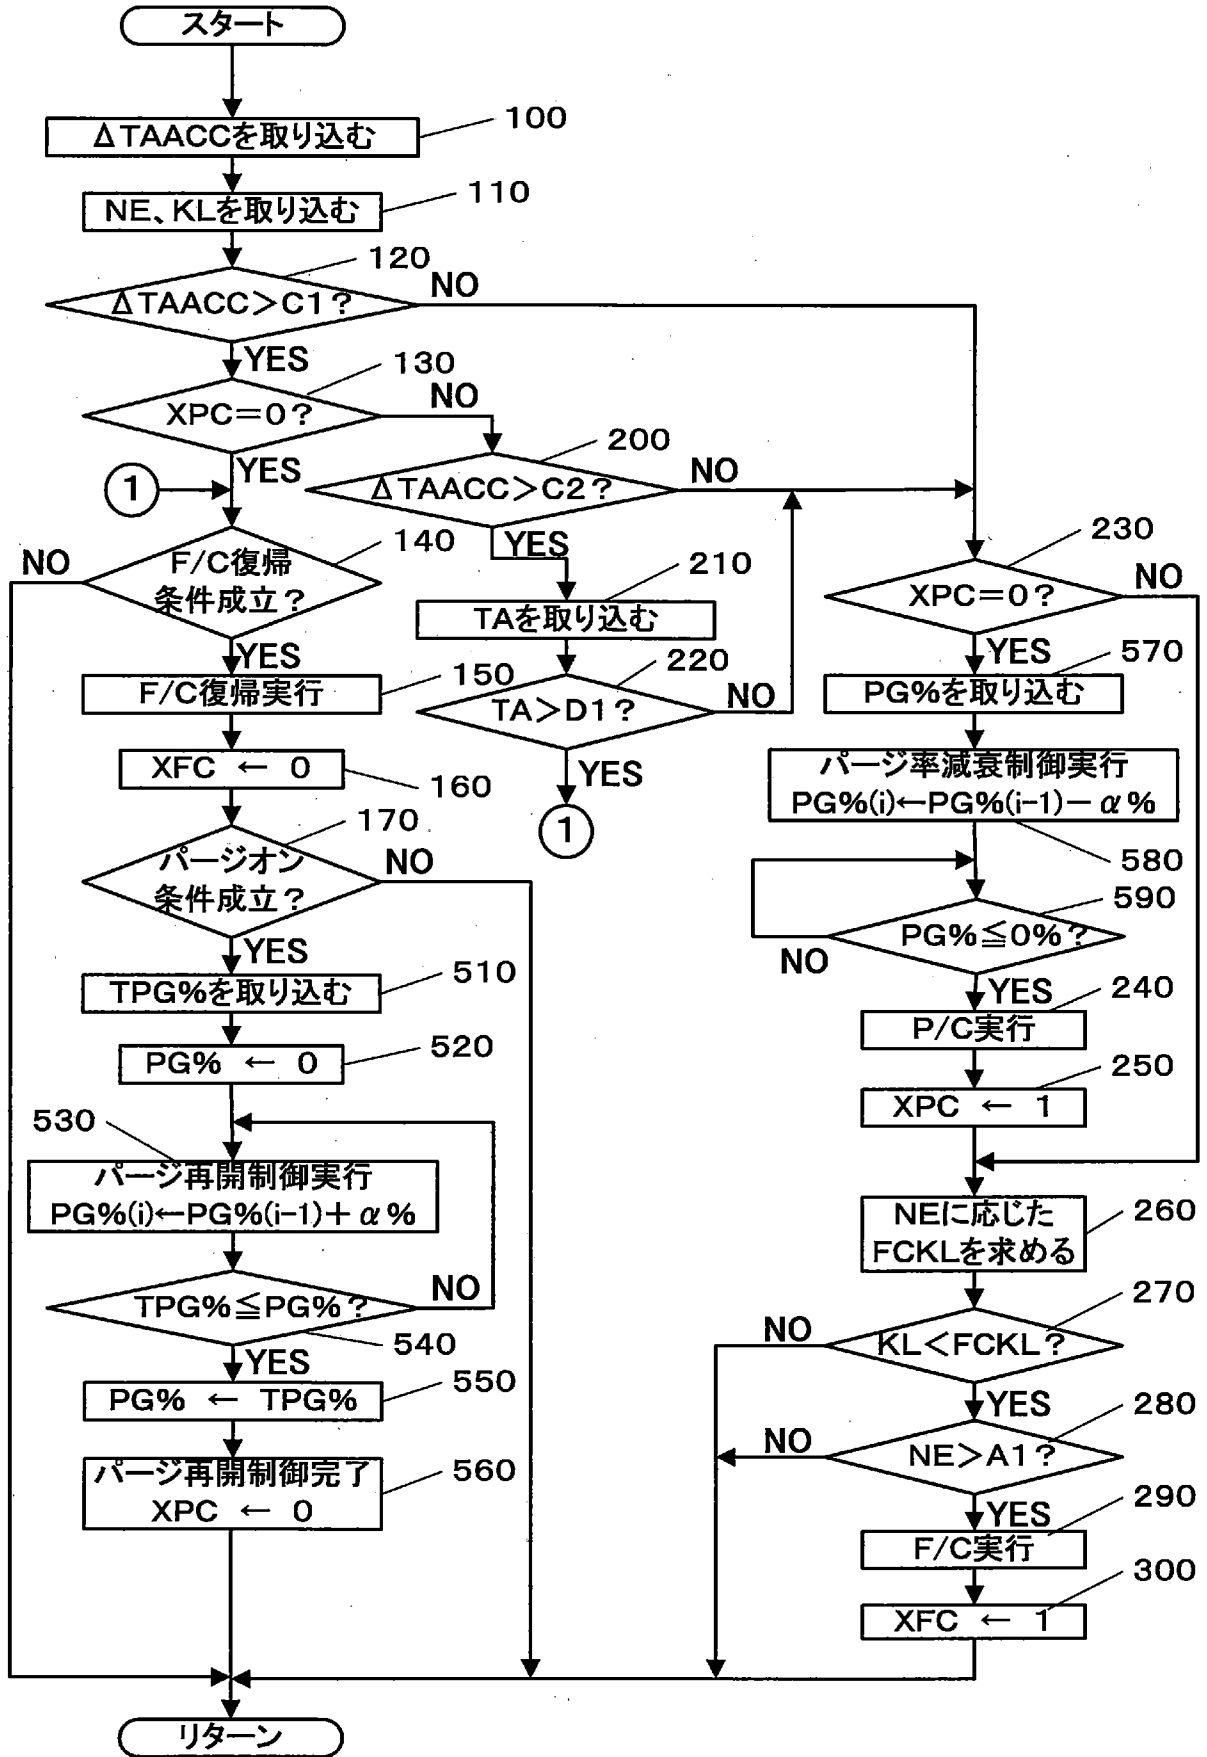 スタート
ΔTAACCを取り込む
100
NE、KLを取り込む
110
ΔTAACC＞C1？
120
NO
YES
XPC＝0？
130
NO
YES
1
ΔTAACC＞C2？
200
NO
YES
F/C復帰
条件成立？
140
NO
YES
TAを取り込む
210
TA＞D1？
220
NO
YES
1
F/C復帰実行
150
XFC ← 0
160
パージオン
条件成立？
170
NO
YES
TPG%を取り込む
510
PG% ← 0
520
530
パージ再開制御実行
PG%(i)←PG%(i-1)＋α%
TPG%≦PG%？
540
NO
YES
PG% ← TPG%
550
パージ再開制御完了
XPC ← 0
560
XPC＝0？
230
NO
YES
PG%を取り込む
570
パージ率減衰制御実行
PG%(i)←PG%(i-1)－α%
580
PG%≦0%？
590
NO
YES
P/C実行
240
XPC ← 1
250
NEに応じた
FCKLを求める
260
KL＜FCKL？
270
NO
YES
NE＞A1？
280
NO
YES
F/C実行
290
XFC ← 1
300
リターン